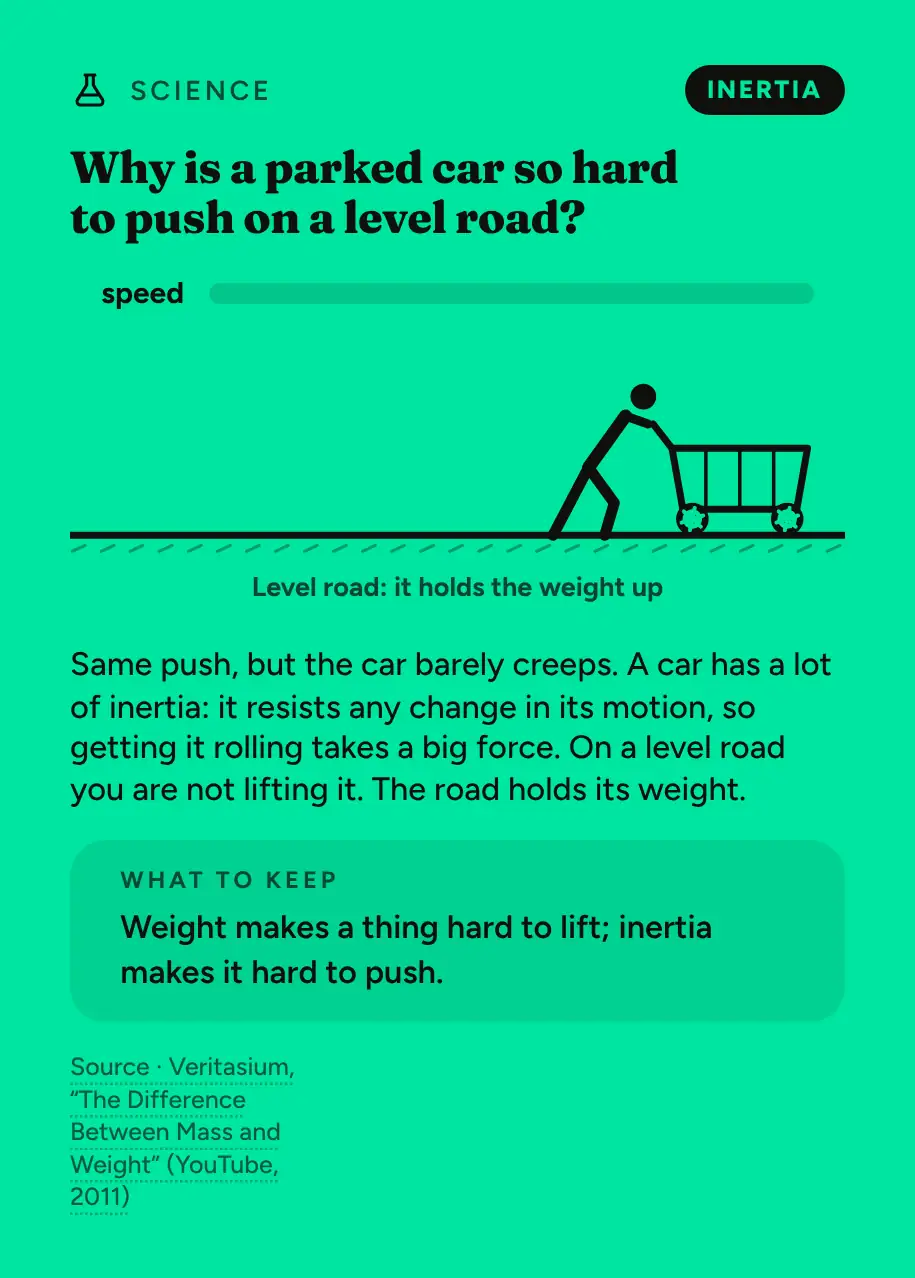 SCIENCE
INERTIA
Why is a parked car so hard
to push on a level road?
speed
Level road: it holds the weight up
Same push, but the car barely creeps. A car has a lot
of inertia: it resists any change in its motion, so
getting it rolling takes a big force. On a level road
you are not lifting it. The road holds its weight.
WHAT TO KEEP
Weight makes a thing hard to lift; inertia
makes it hard to push.
Source · Veritasium,
“The Difference
Between Mass and
Weight” (YouTube,
2011)